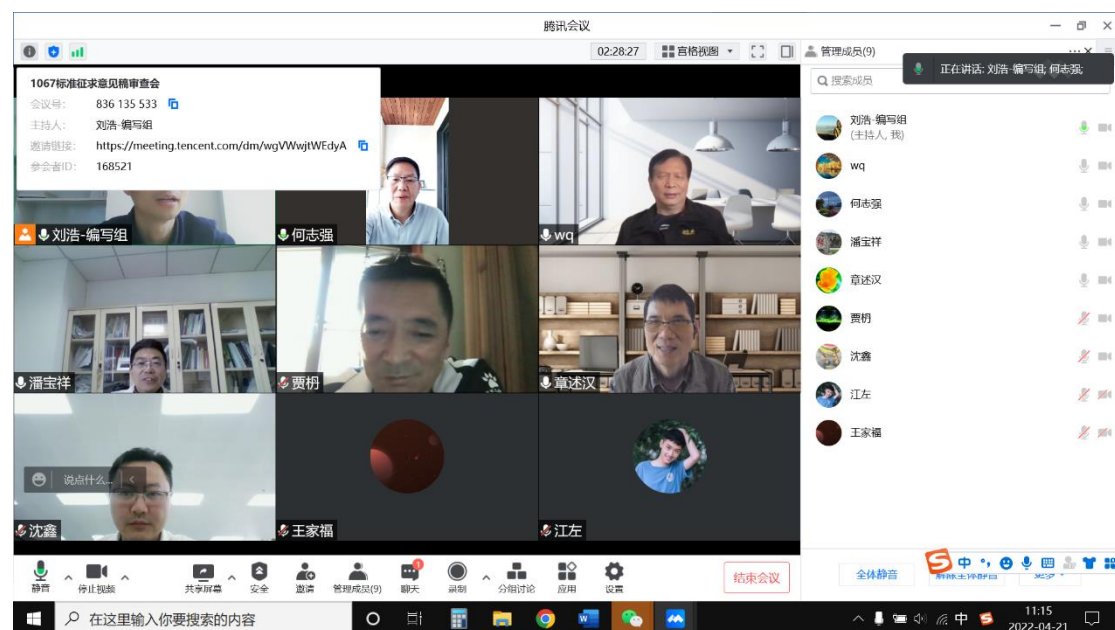 腾讯会议
02:28:27
宫格视图
管理成员(9)
正在讲话: 刘浩-编写组; 何志强;
搜索成员
1067标准征求意见稿审查会
会议号: 836 135 533
主持人: 刘浩-编写组
邀请链接: https://meeting.tencent.com/dm/wgVWwjtWEdyA
参会者ID: 168521
刘浩-编写组
何志强
wq
潘宝祥
贾枬
章述汉
说点什么...
沈鑫
王家福
江左
刘浩-编写组
(主持人, 我)
wq
何志强
潘宝祥
章述汉
贾枬
沈鑫
江左
王家福
静音
停止视频
共享屏幕
安全
邀请
管理成员(9)
1
聊天
录制
分组讨论
应用
设置
结束会议
全体静音
解除全体静音
更多
中
在这里输入你要搜索的内容
中
11:15
2022-04-21